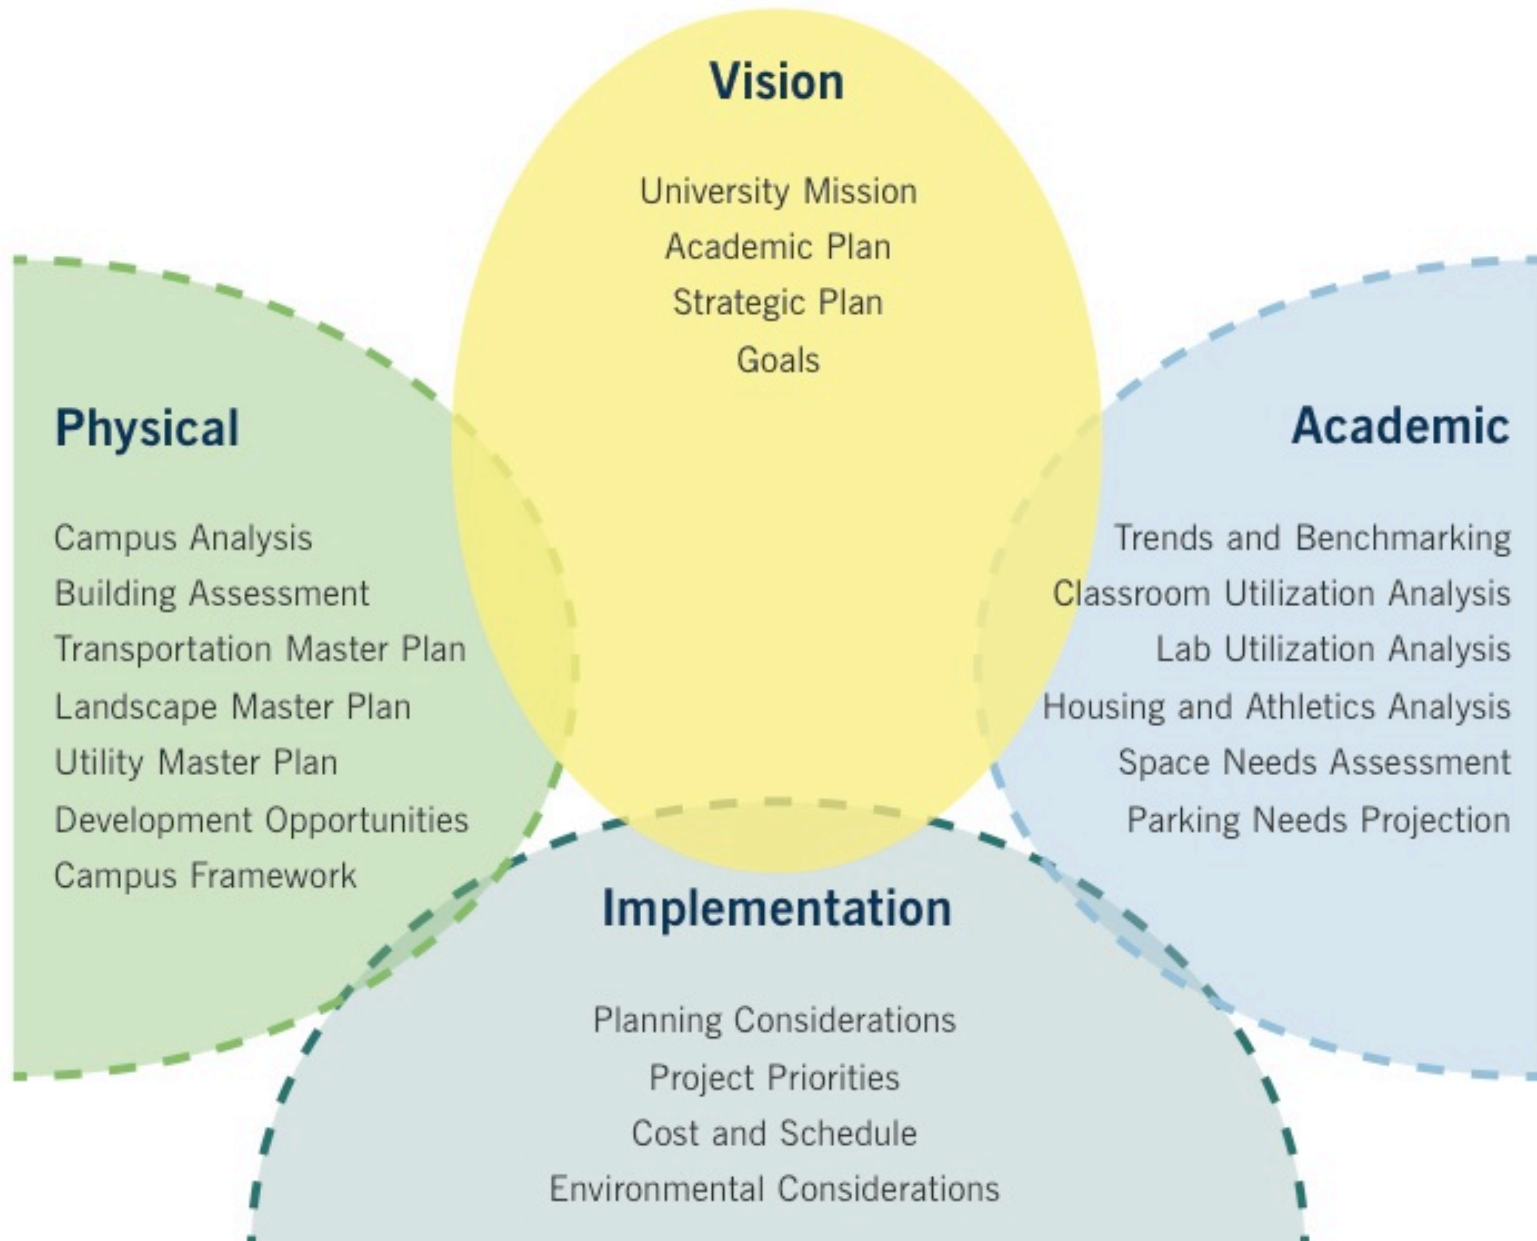 Vision
University Mission
Academic Plan
Strategic Plan
Goals
Physical
Campus Analysis
Building Assessment
Transportation Master Plan
Landscape Master Plan
Utility Master Plan
Development Opportunities
Campus Framework
Academic
Trends and Benchmarking
Classroom Utilization Analysis
Lab Utilization Analysis
Housing and Athletics Analysis
Space Needs Assessment
Parking Needs Projection
Implementation
Planning Considerations
Project Priorities
Cost and Schedule
Environmental Considerations